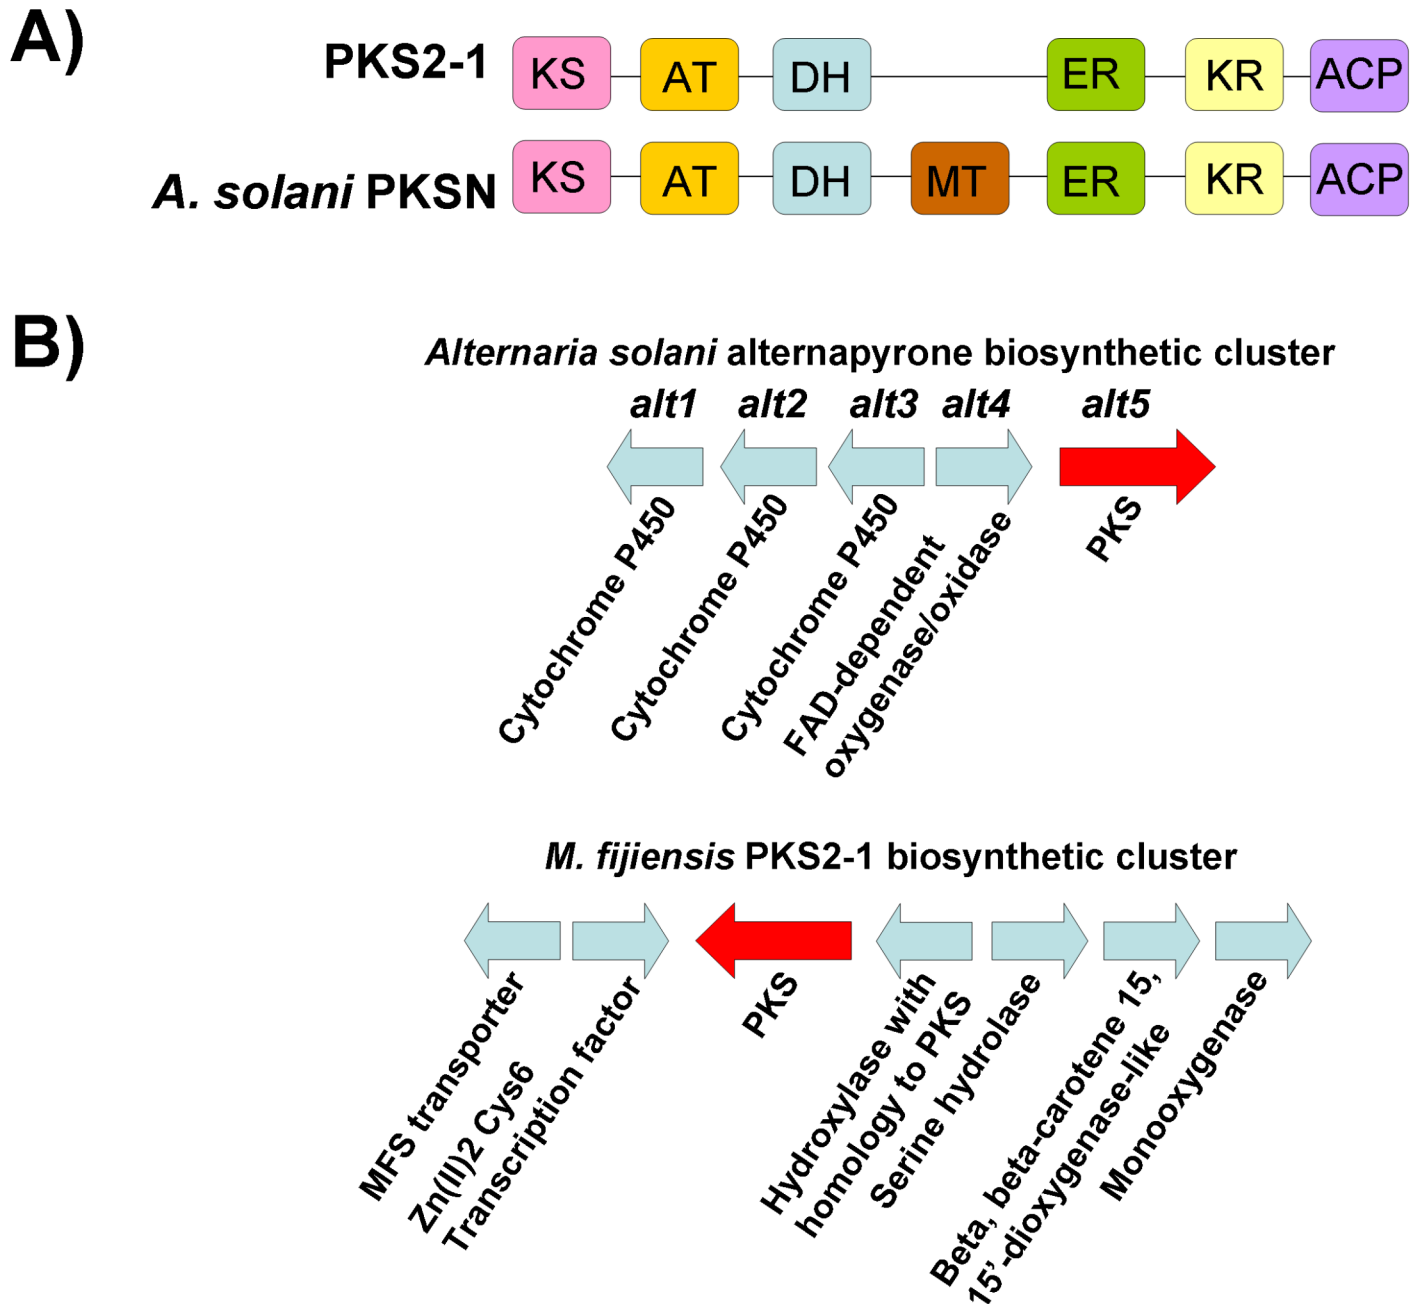 A)
PKS2-1
KS AT DH ER KR ACP
A. solani PKSN
KS AT DH MT ER KR ACP
B)
Alternaria solani alternapyrone biosynthetic cluster
alt1 alt2 alt3 alt4 alt5
Cytochrome P450
Cytochrome P450
Cytochrome P450
FAD-dependent
oxygenase/oxidase
PKS
M. fijiensis PKS2-1 biosynthetic cluster
MFS transporter
Zn(II)2 Cys6
Transcription factor
PKS
Hydroxylase with
homology to PKS
Serine hydrolase
Beta, beta-carotene 15,
15'-dioxygenase-like
Monooxygenase